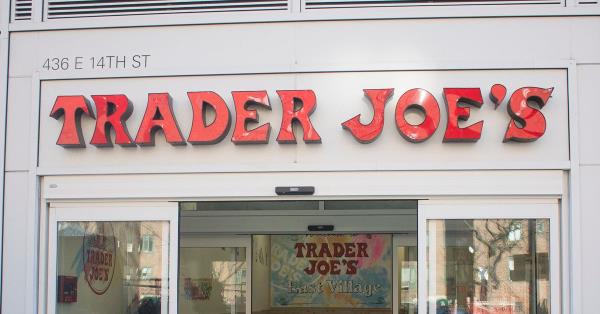 436 E 14TH ST
TRADER JOE'S
TRADER
JOE'S
TRADER
JOE'S
East Village